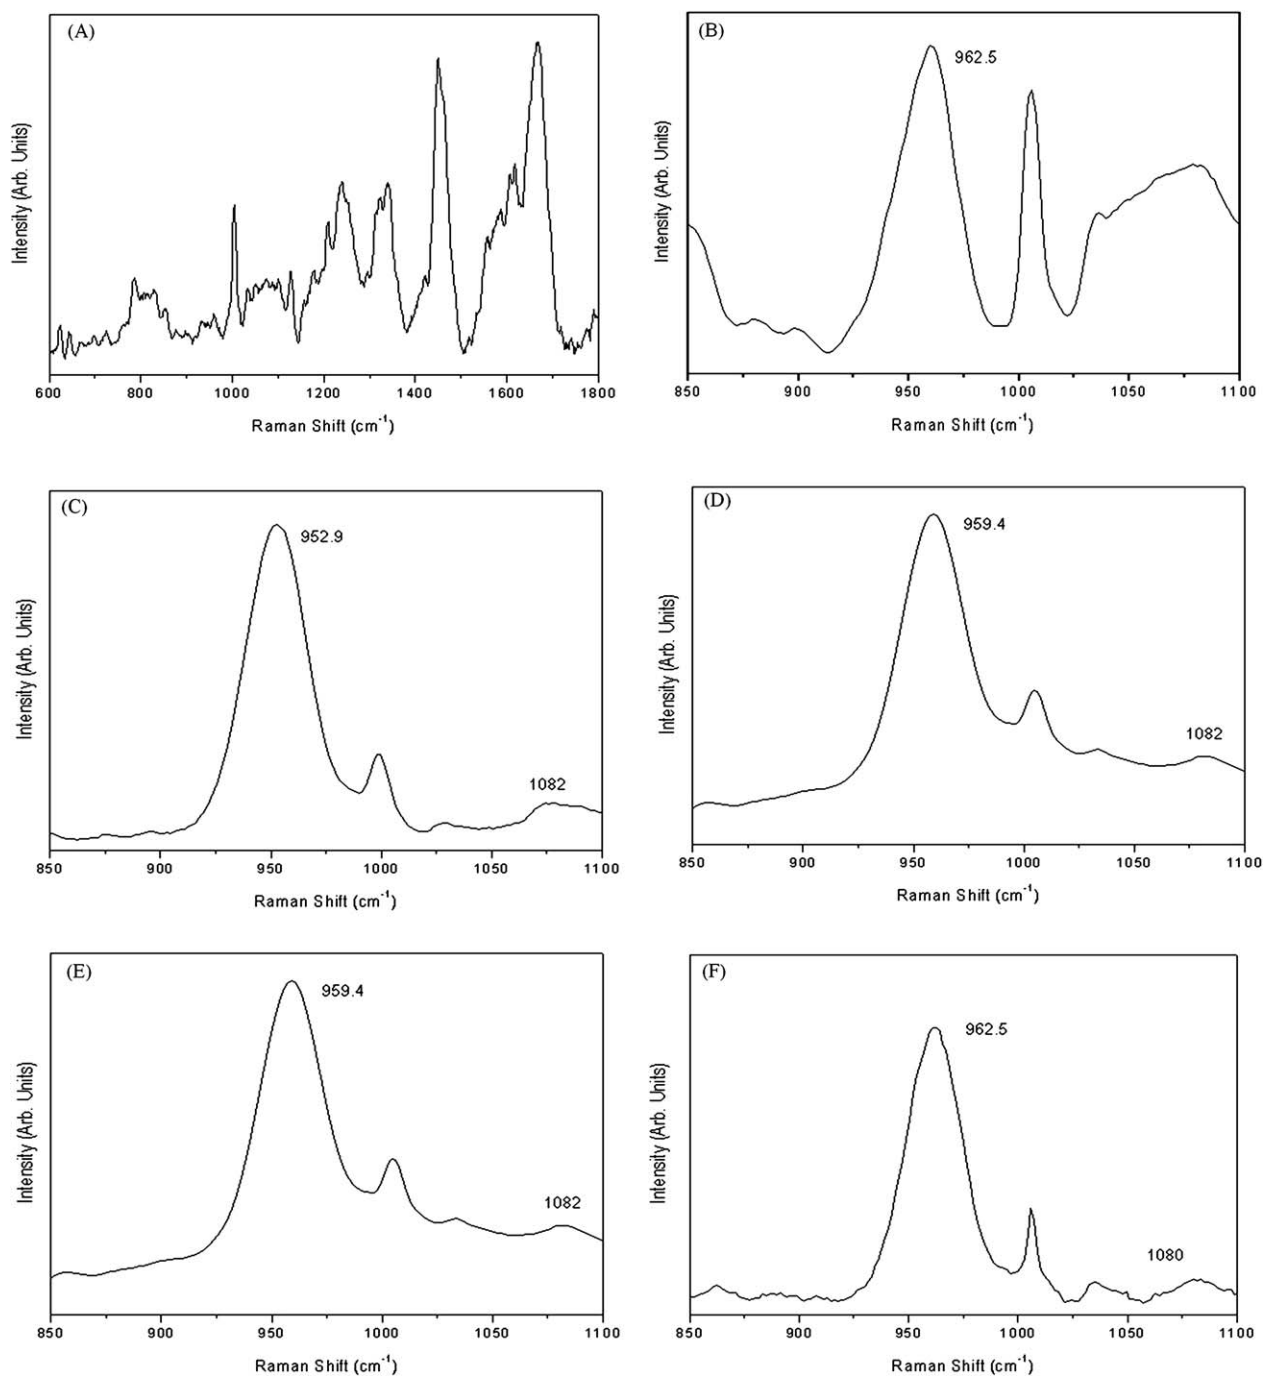 (A)
Intensity (Arb. Units)
600 800 1000 1200 1400 1600 1800
Raman Shift (cm⁻¹)
(B)
962.5
Intensity (Arb. Units)
850 900 950 1000 1050 1100
Raman Shift (cm⁻¹)
(C)
952.9
1082
Intensity (Arb. Units)
850 900 950 1000 1050 1100
Raman Shift (cm⁻¹)
(D)
959.4
1082
Intensity (Arb. Units)
850 900 950 1000 1050 1100
Raman Shift (cm⁻¹)
(E)
959.4
1082
Intensity (Arb. Units)
850 900 950 1000 1050 1100
Raman Shift (cm⁻¹)
(F)
962.5
1080
Intensity (Arb. Units)
850 900 950 1000 1050 1100
Raman Shift (cm⁻¹)